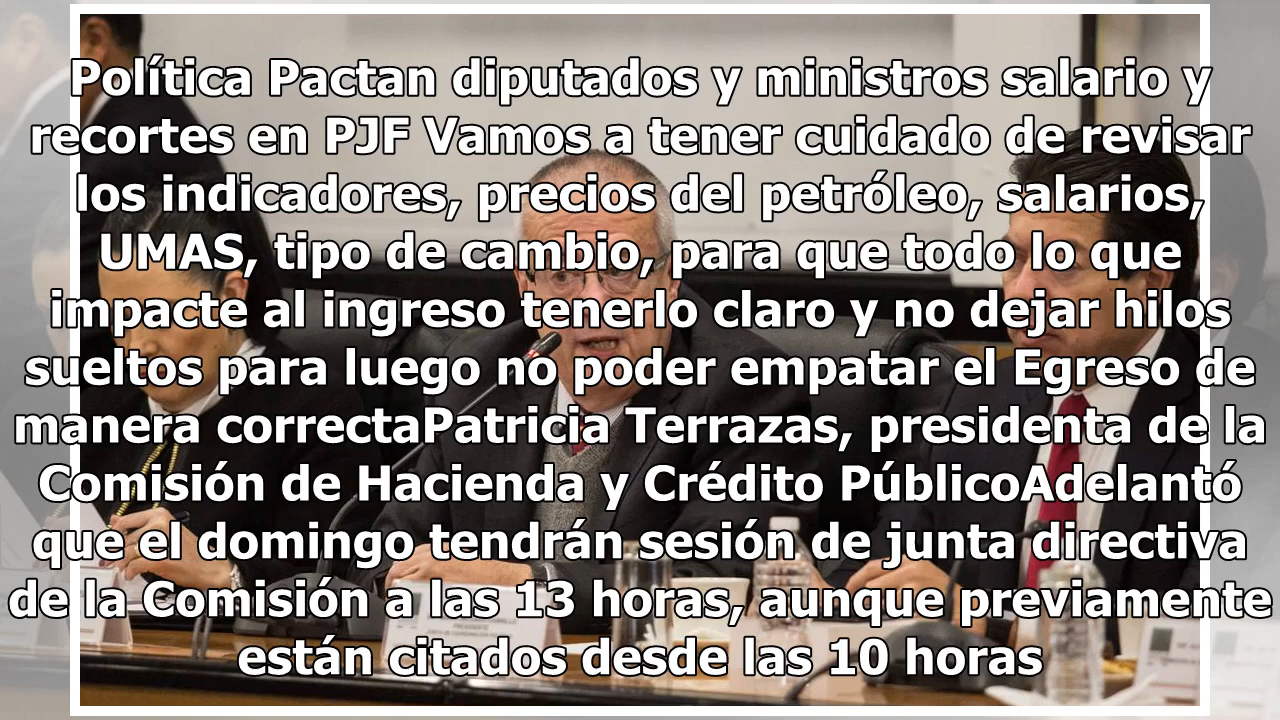 Política Pactan diputados y ministros salario y
recortes en PJF Vamos a tener cuidado de revisar
los indicadores, precios del petróleo, salarios,
UMAS, tipo de cambio, para que todo lo que
impacte al ingreso tenerlo claro y no dejar hilos
sueltos para luego no poder empatar el Egreso de
manera correctaPatricia Terrazas, presidenta de la
Comisión de Hacienda y Crédito PúblicoAdelantó
que el domingo tendrán sesión de junta directiva
de la Comisión a las 13 horas, aunque previamente
están citados desde las 10 horas